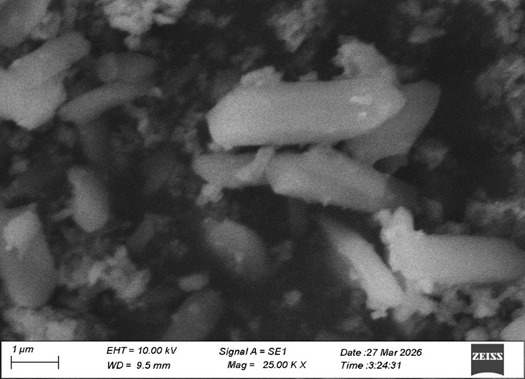 1 µm
EHT = 10.00 kV
Signal A = SE1
Date :27 Mar 2026
WD = 9.5 mm
Mag = 25.00 K X
Time :3:24:31
ZEISS